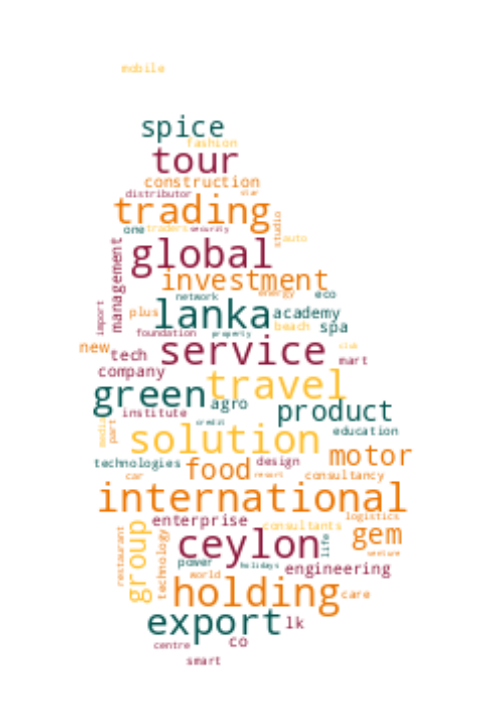 mobile
spice
fashion
tour
construction
distributor
star
trading
studio
one traders security
auto
global
management
investment
energy
network
eco
import
plus
lanka
academy
beach
spa
foundation
property
new
tech
service
club
mart
company
travel
green
agro
product
institute
credit
media
part
solution
education
motor
technologies
food
design
car
resort
consultancy
international
logistics
enterprise
consultants
gem
group
restaurant
technology
ceylon
life
venture
power
holidays
engineering
world
holding
care
export
lk
centre
co
smart